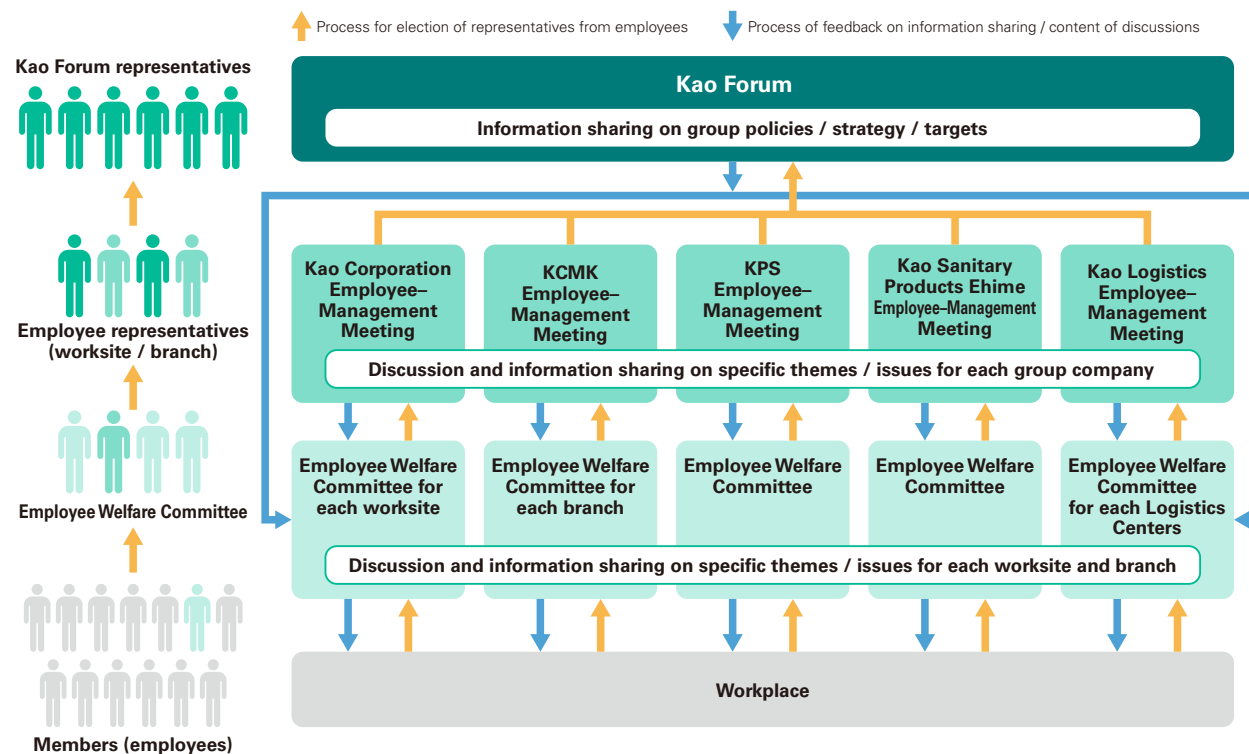 Process for election of representatives from employees
Process of feedback on information sharing / content of discussions
Kao Forum representatives
Employee representatives
(worksite / branch)
Employee Welfare Committee
Members (employees)
Kao Forum
Information sharing on group policies / strategy / targets
Kao Corporation
Employee–
Management
Meeting
KCMK
Employee–
Management
Meeting
KPS
Employee–
Management
Meeting
Kao Sanitary
Products Ehime
Employee–Management
Meeting
Kao Logistics
Employee–
Management
Meeting
Discussion and information sharing on specific themes / issues for each group company
Employee Welfare
Committee for
each worksite
Employee Welfare
Committee for
each branch
Employee Welfare
Committee
Employee Welfare
Committee
Employee Welfare
Committee
for each Logistics
Centers
Discussion and information sharing on specific themes / issues for each worksite and branch
Workplace